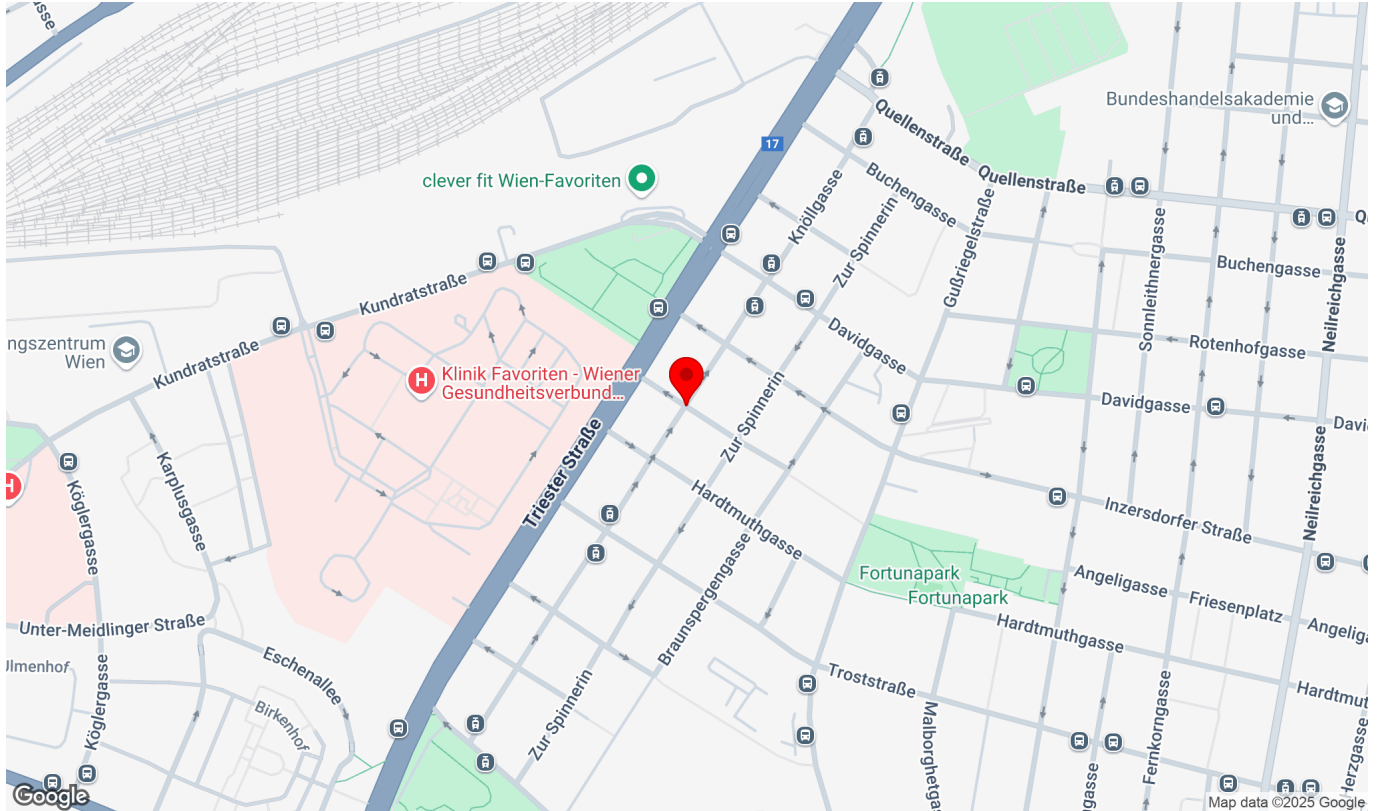 Bundeshandelsakademie
und...
17
Quellenstraße
Quellenstraße
clever fit Wien-Favoriten
Buchengasse
Knöllgasse
Zur Spinnerin
Gußriegelstraße
Sonnleithnergasse
Neilreichgasse
Buchengasse
Kundratstraße
Davidgasse
Rotenhofgasse
ngszentrum
Wien
Kundratstraße
H
Klinik Favoriten - Wiener
Gesundheitsverbund...
Zur Spinnerin
Davidgasse
Davi
Triester Straße
H
Köglergasse
Karplusgasse
Hardtmuthgasse
Inzersdorfer Straße
Neilreichgasse
Fortunapark
Fortunapark
Angeligasse
Friesenplatz
Angeliga
Unter-Meidlinger Straße
Braunspergengasse
Hardtmuthgasse
Ulmenhof
Eschenallee
Köglergasse
Birkenhof
Zur Spinnerin
Troststraße
Malborghetga
Fernkorngasse
Hardtmut
Herzgasse
engasse
Google
Map data ©2025 Google